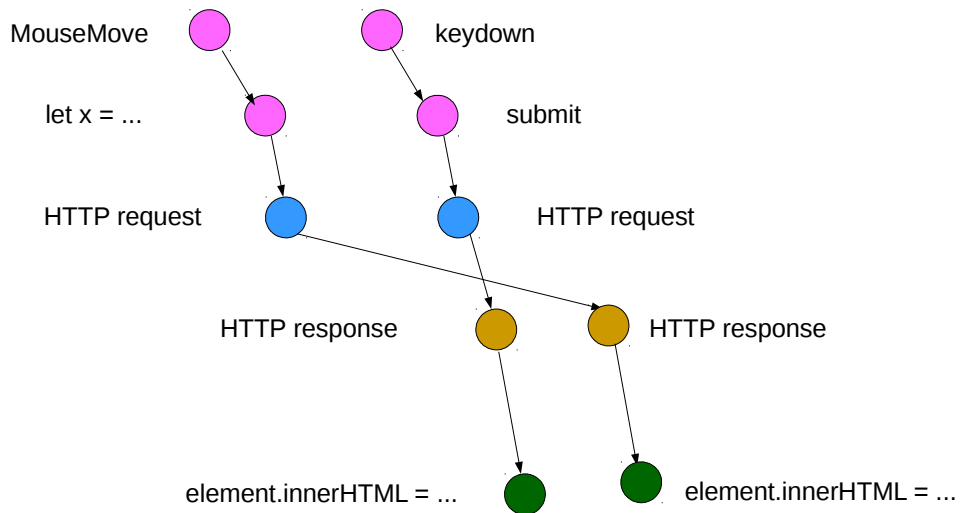 MouseMove
keydown
let x = ...
submit
HTTP request
HTTP request
HTTP response
HTTP response
element.innerHTML = ...
element.innerHTML = ...